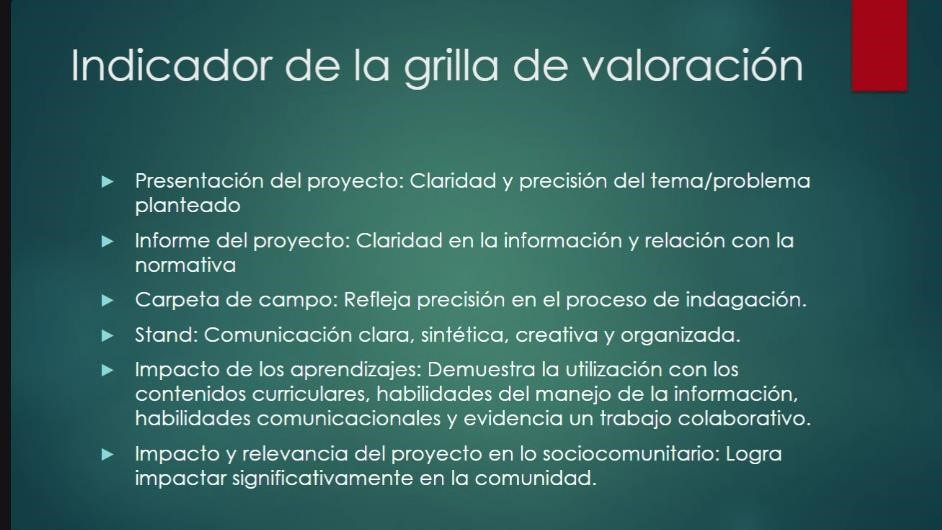 Indicador de la grilla de valoración
Presentación del proyecto: Claridad y precisión del tema/problema
planteado
Informe del proyecto: Claridad en la información y relación con la
normativa
Carpeta de campo: Refleja precisión en el proceso de indagación.
Stand: Comunicación clara, sintética, creativa y organizada.
Impacto de los aprendizajes: Demuestra la utilización con los
contenidos curriculares, habilidades del manejo de la información,
habilidades comunicacionales y evidencia un trabajo colaborativo.
Impacto y relevancia del proyecto en lo sociocomunitario: Logra
impactar significativamente en la comunidad.